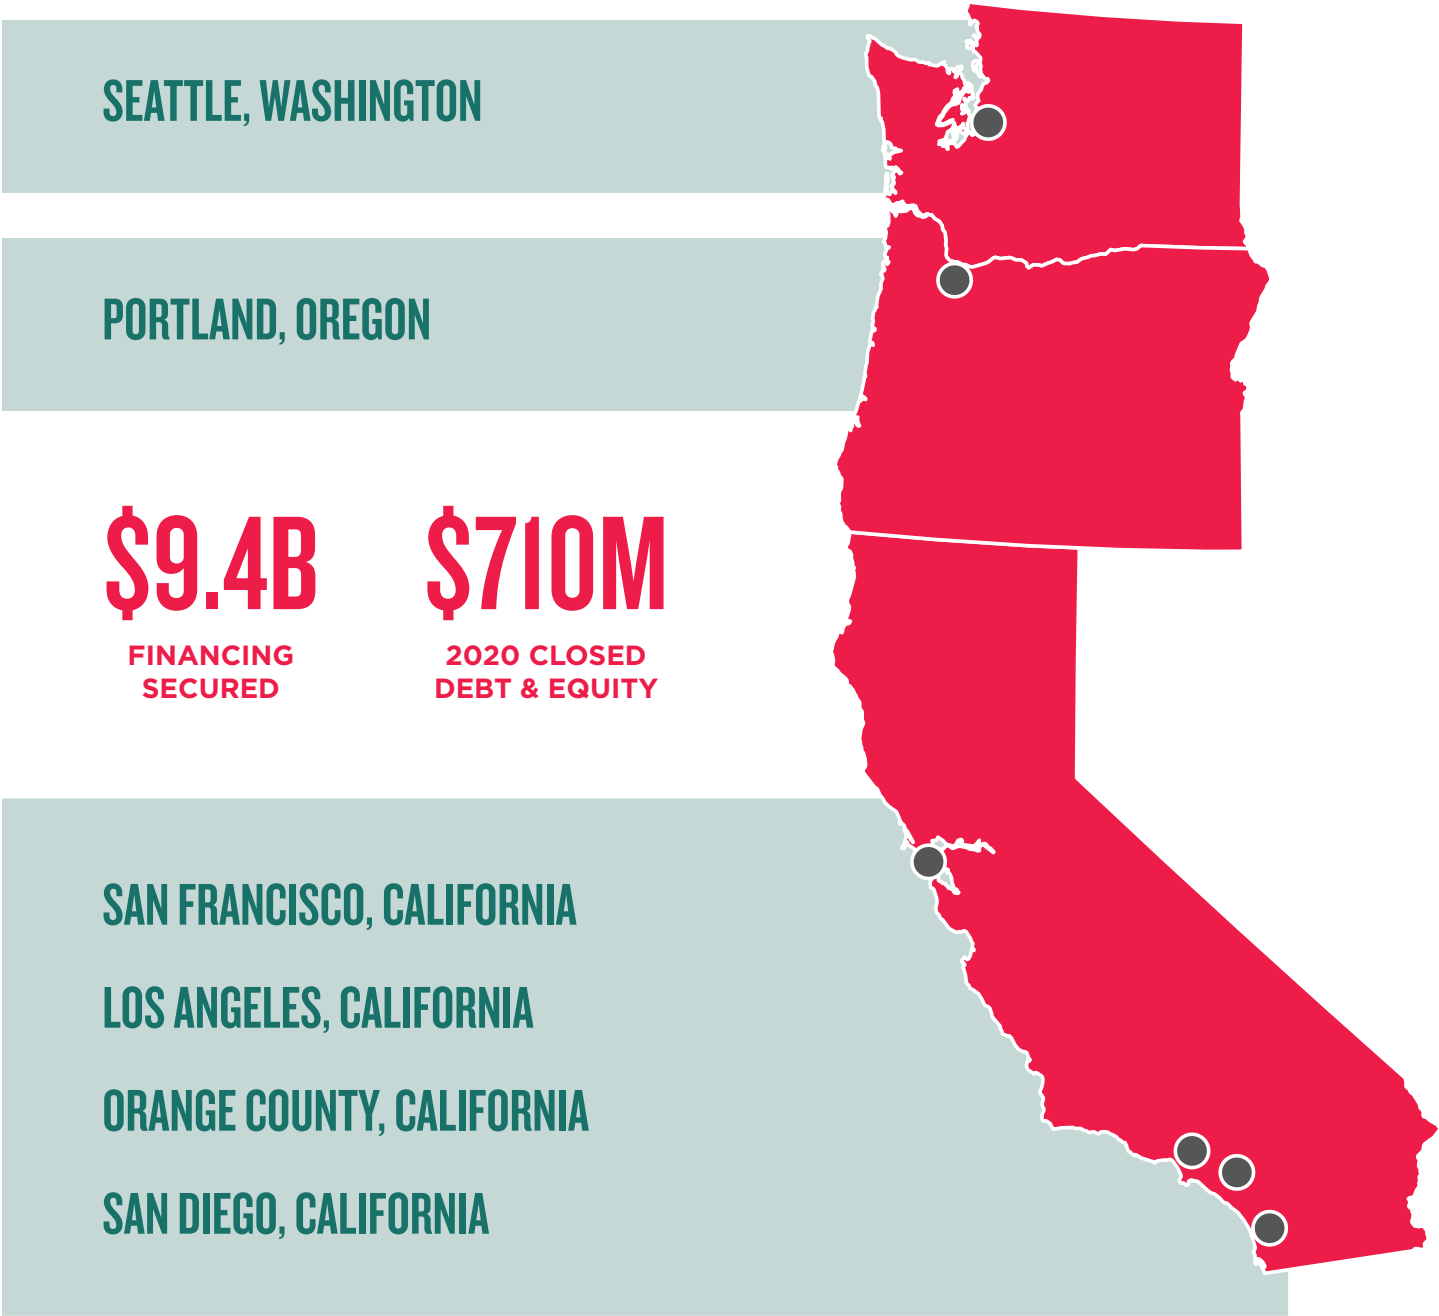 SEATTLE, WASHINGTON
PORTLAND, OREGON
$9.4B
FINANCING
SECURED
$710M
2020 CLOSED
DEBT & EQUITY
SAN FRANCISCO, CALIFORNIA
LOS ANGELES, CALIFORNIA
ORANGE COUNTY, CALIFORNIA
SAN DIEGO, CALIFORNIA